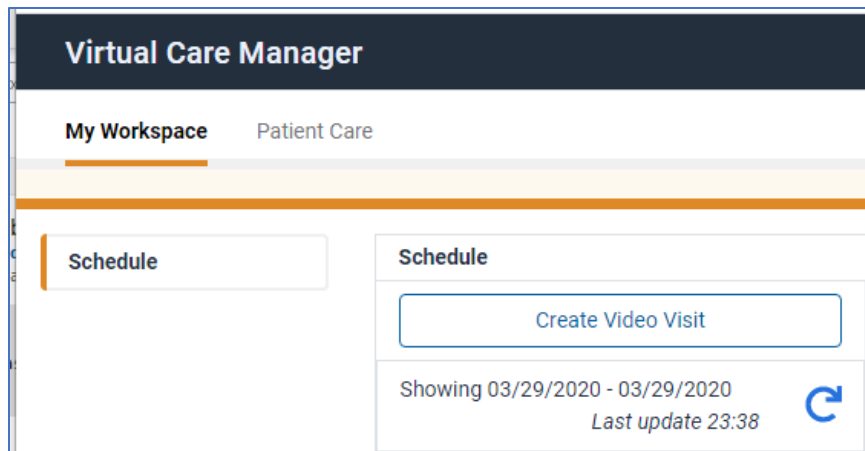 Virtual Care Manager
My Workspace Patient Care
Schedule
Schedule
Create Video Visit
Showing 03/29/2020 - 03/29/2020
Last update 23:38